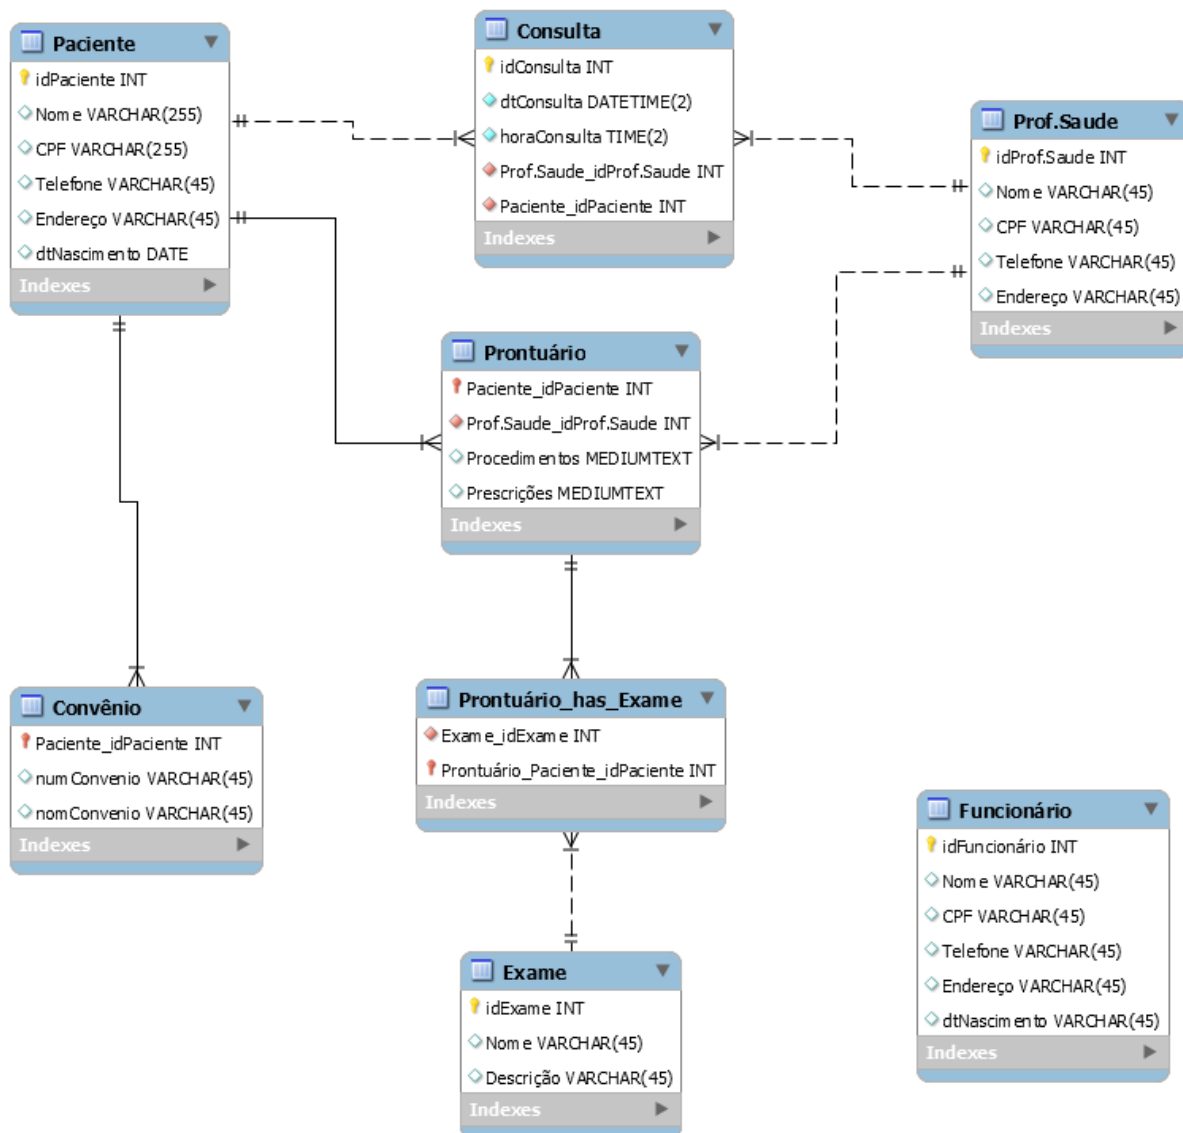 Paciente
idPaciente INT
Nome VARCHAR(255)
CPF VARCHAR(255)
Telefone VARCHAR(45)
Endereço VARCHAR(45)
dtNascimento DATE
Indexes
Consulta
idConsulta INT
dtConsulta DATETIME(2)
horaConsulta TIME(2)
Prof.Saude_idProf.Saude INT
Paciente_idPaciente INT
Indexes
Prof.Saude
idProf.Saude INT
Nome VARCHAR(45)
CPF VARCHAR(45)
Telefone VARCHAR(45)
Endereço VARCHAR(45)
Indexes
Prontuário
Paciente_idPaciente INT
Prof.Saude_idProf.Saude INT
Procedimentos MEDIUMTEXT
Prescrições MEDIUMTEXT
Indexes
Convênio
Paciente_idPaciente INT
numConvenio VARCHAR(45)
nomConvenio VARCHAR(45)
Indexes
Prontuário_has_Exame
Exame_idExame INT
Prontuário_Paciente_idPaciente INT
Indexes
Funcionário
idFuncionário INT
Nome VARCHAR(45)
CPF VARCHAR(45)
Telefone VARCHAR(45)
Endereço VARCHAR(45)
dtNascimento VARCHAR(45)
Indexes
Exame
idExame INT
Nome VARCHAR(45)
Descrição VARCHAR(45)
Indexes